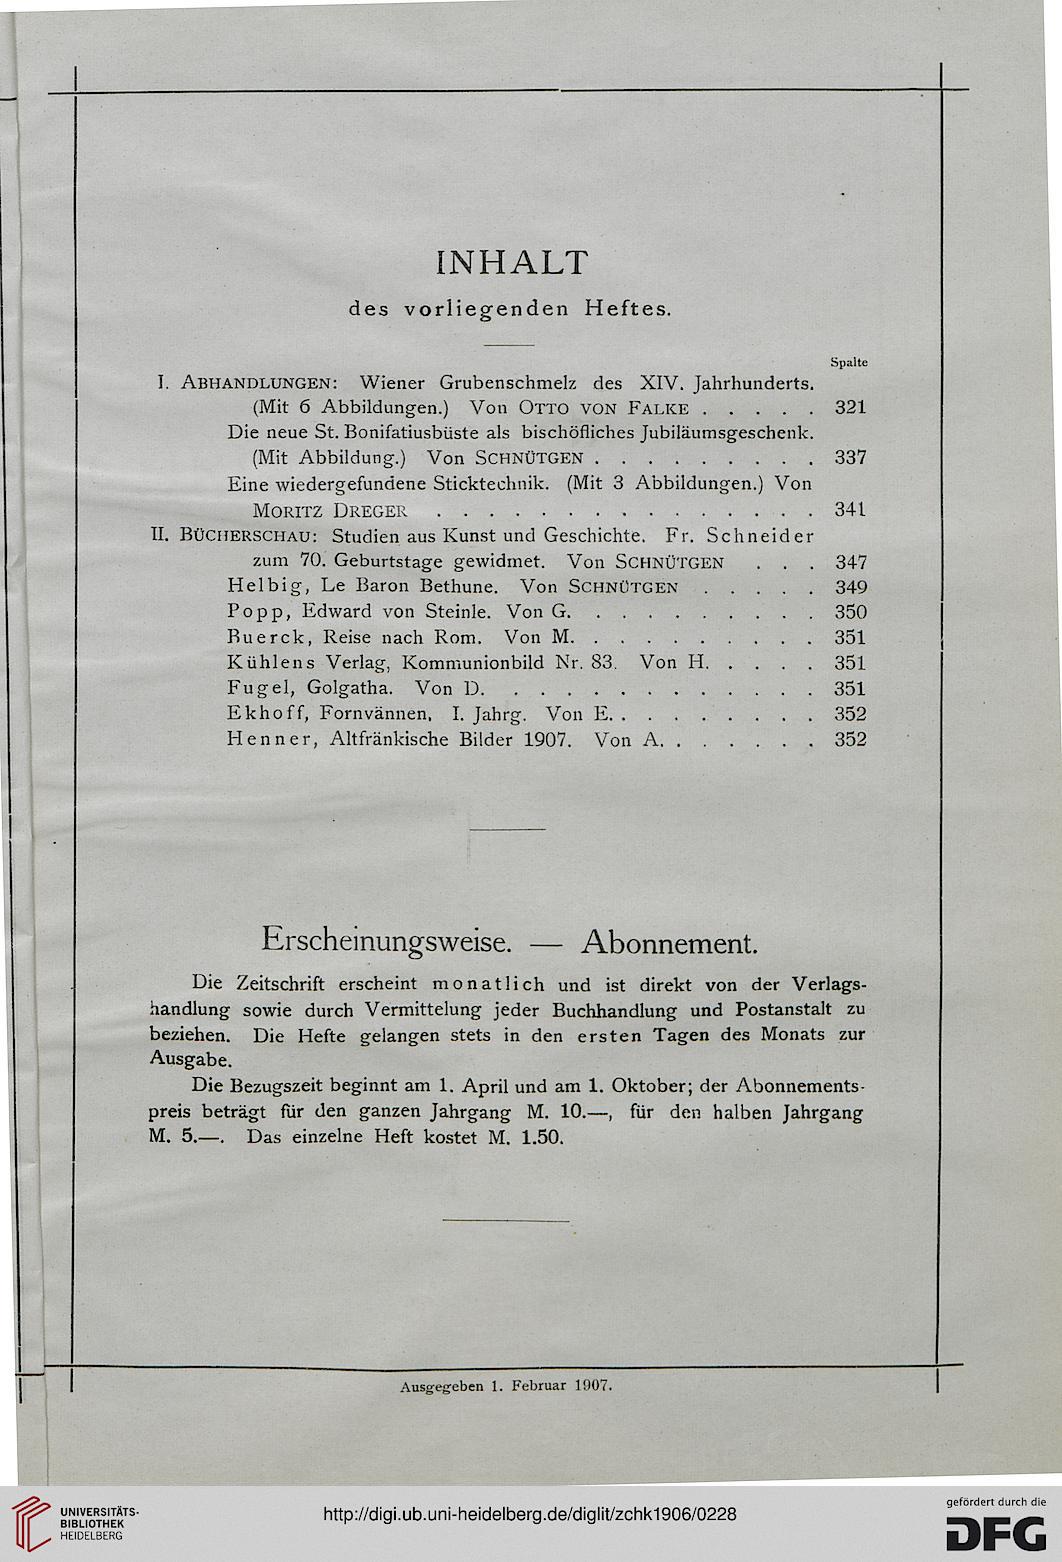 INHALT
des vorliegenden Heftes.
Spalte
I. ABHANDLUNGEN: Wiener Grubenschmelz des XIV. Jahrhunderts.
(Mit 6 Abbildungen.) Von OTTO VON FALKE . . . . . 321
Die neue St. Bonifatiusbüste als bischöfliches Jubiläumsgeschenk.
(Mit Abbildung.) Von SCHNÜTGEN . . . . . . . . . 337
Eine wiedergefundene Sticktechnik. (Mit 3 Abbildungen.) Von
MORITZ DREGER . . . . . . . . . . . . . . . 341
II. BÜCHERSCHAU: Studien aus Kunst und Geschichte. Fr. Schneider
zum 70. Geburtstage gewidmet. Von SCHNÜTGEN . . . 347
Helbig, Le Baron Bethune. Von SCHNÜTGEN . . . . . 349
Popp, Edward von Steinle. Von G. . . . . . . . . . 350
Buerck, Reise nach Rom. Von M. . . . . . . . . . 351
Kühlens Verlag, Kommunionbild Nr. 83. Von H. . . . . 351
Fugel, Golgatha. Von D. . . . . . . . . . . . . 351
Ekhoff, Fornvännen, I. Jahrg. Von E. . . . . . . . . 352
Henner, Altfränkische Bilder 1907. Von A. . . . . . . 352
Erscheinungsweise. — Abonnement.
Die Zeitschrift erscheint monatlich und ist direkt von der Verlags-
handlung sowie durch Vermittelung jeder Buchhandlung und Postanstalt zu
beziehen. Die Hefte gelangen stets in den ersten Tagen des Monats zur
Ausgabe.
Die Bezugszeit beginnt am 1. April und am 1. Oktober; der Abonnements-
preis beträgt für den ganzen Jahrgang M. 10.—, für den halben Jahrgang
M. 5.—. Das einzelne Heft kostet M. 1.50.
Ausgegeben 1. Februar 1907.
UNIVERSITÄTS-
BIBLIOTHEK
HEIDELBERG
http://digi.ub.uni-heidelberg.de/diglit/zchk1906/0228
gefördert durch die
DFG